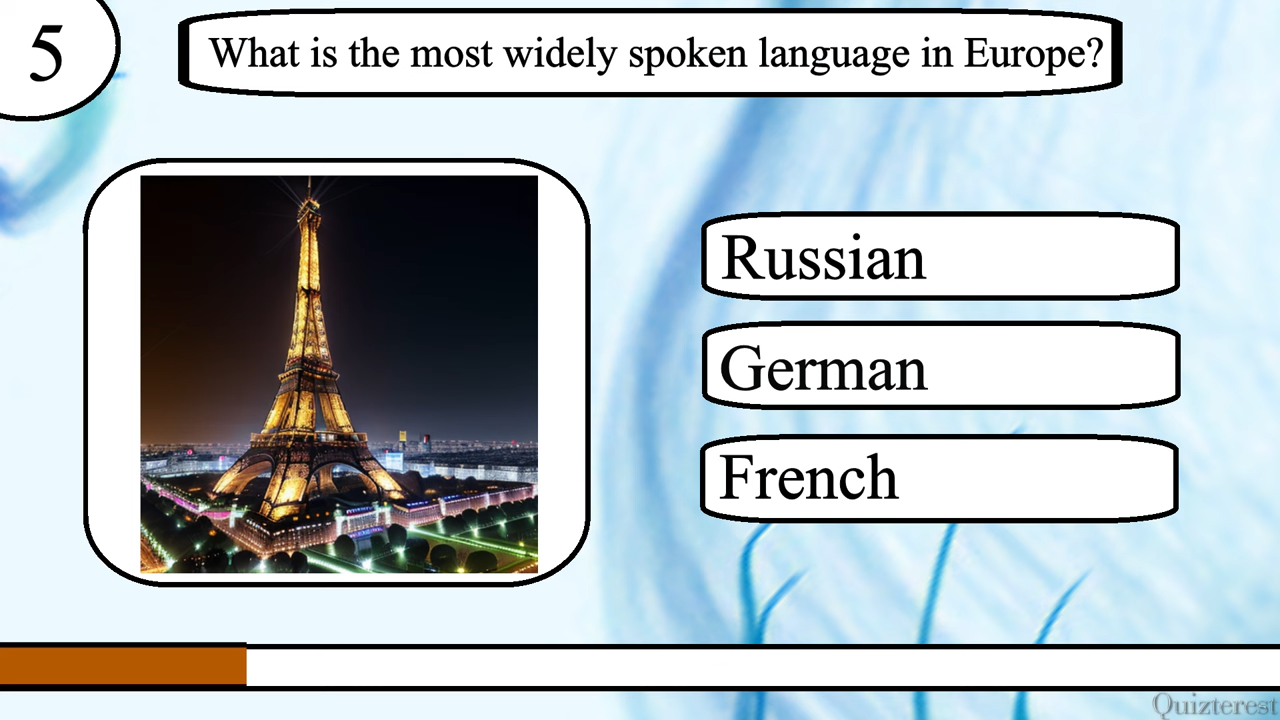 5
What is the most widely spoken language in Europe?
Russian
German
French
Quizterest